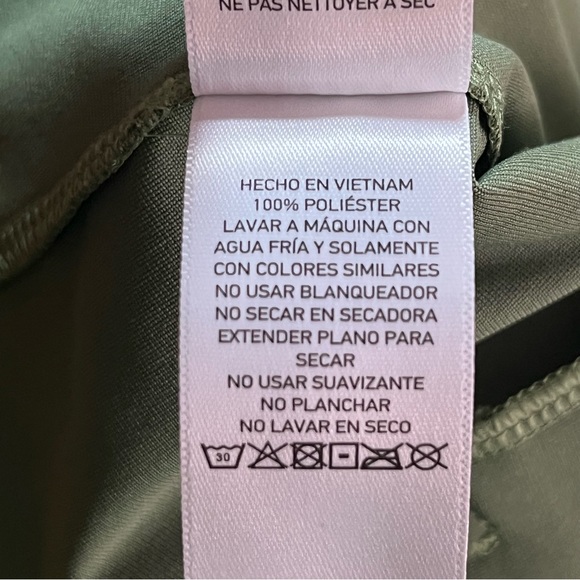 NE PAS NETTOYER À SEC
HECHO EN VIETNAM
100% POLIÉSTER
LAVAR A MÁQUINA CON
AGUA FRÍA Y SOLAMENTE
CON COLORES SIMILARES
NO USAR BLANQUEADOR
NO SECAR EN SECADORA
EXTENDER PLANO PARA
SECAR
NO USAR SUAVIZANTE
NO PLANCHAR
NO LAVAR EN SECO
30